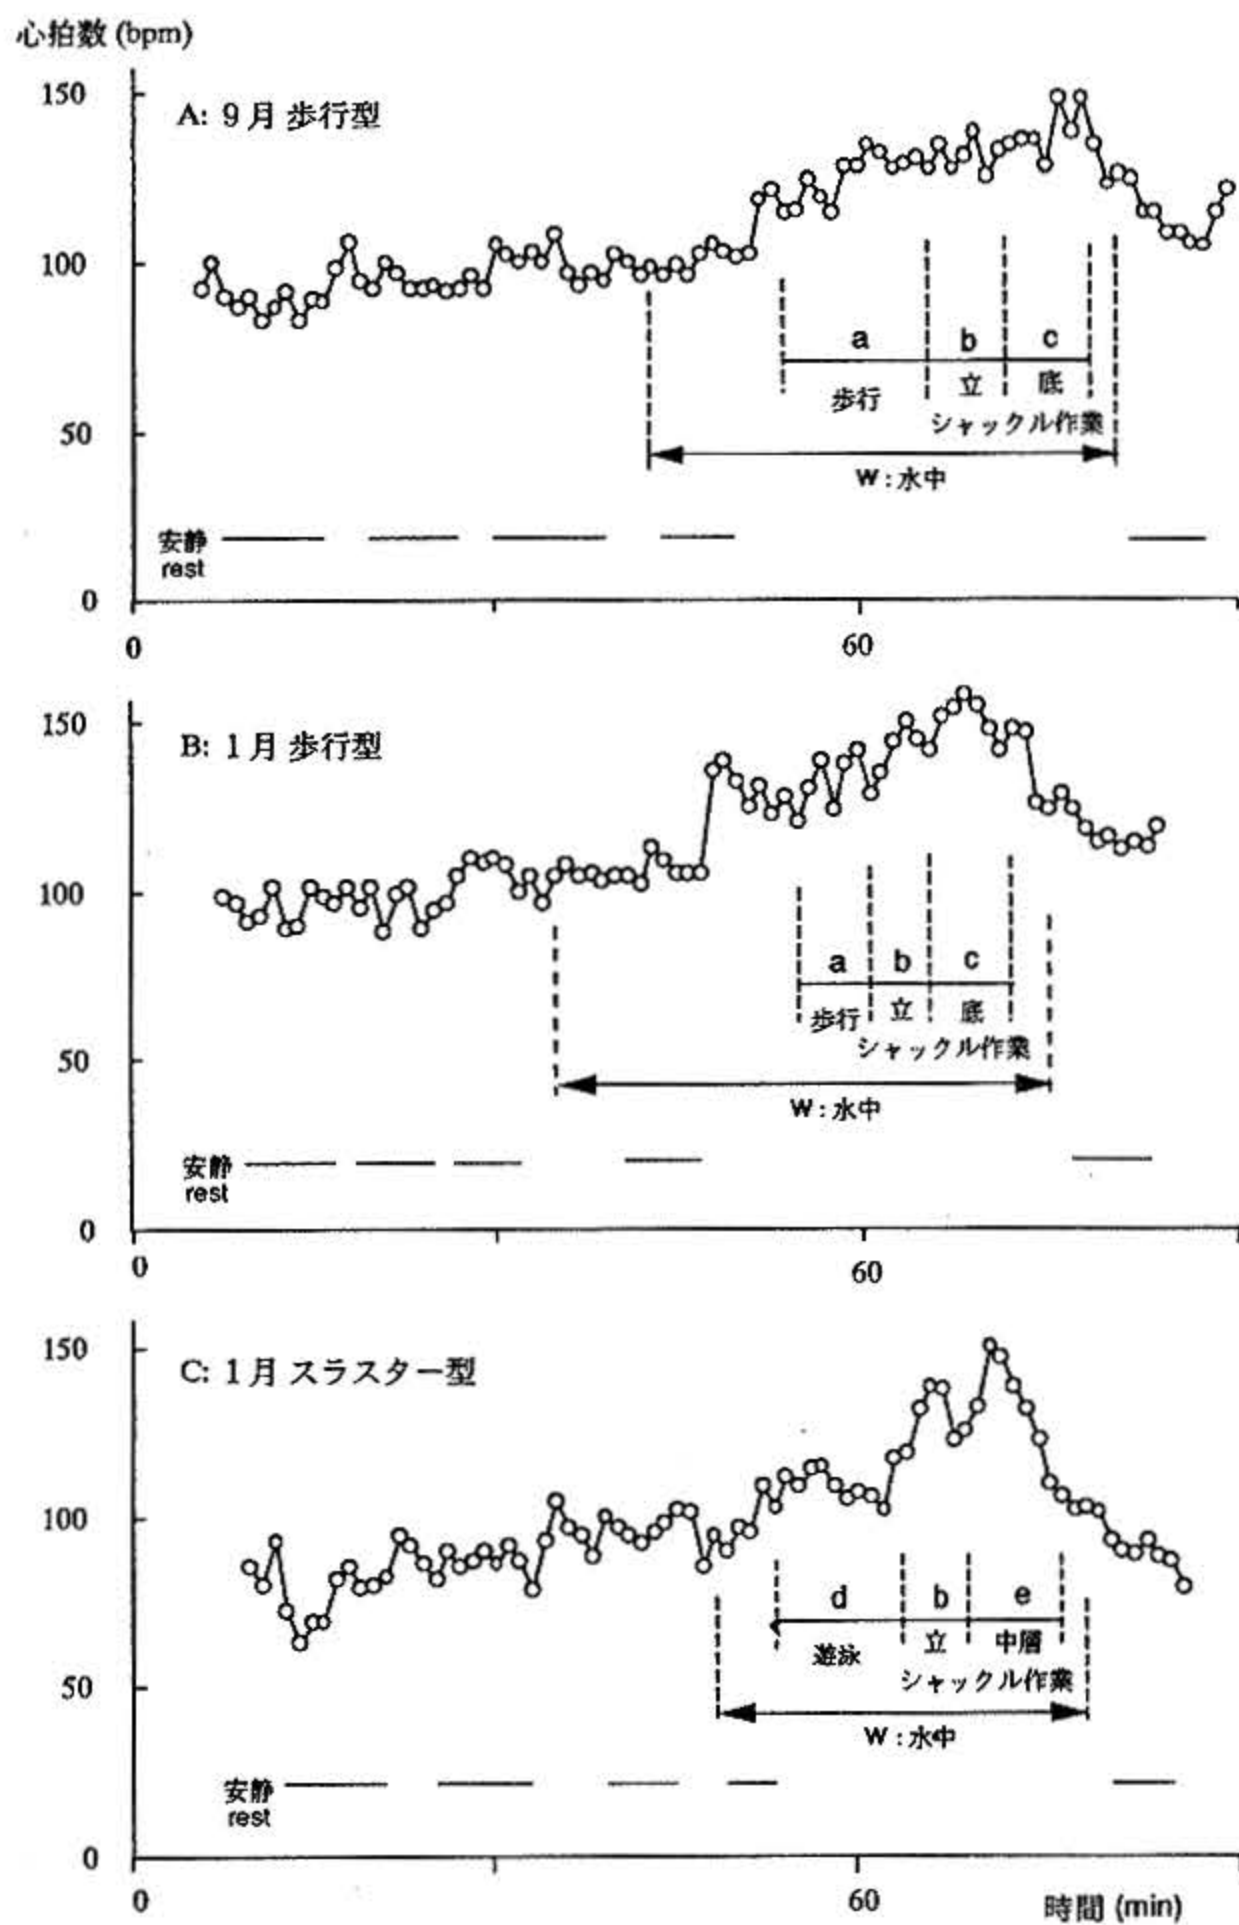 心拍数 (bpm)
150
A: 9月 歩行型
100
a
b
c
歩行
立
底
シャックル作業
50
W : 水中
安静
rest
0
0
60
150
B: 1月 歩行型
100
a
b
c
歩行
立
底
シャックル作業
50
W : 水中
安静
rest
0
0
60
150
C: 1月 スラスター型
100
d
b
e
遊泳
立
中層
シャックル作業
50
W : 水中
安静
rest
0
0
60
時間 (min)